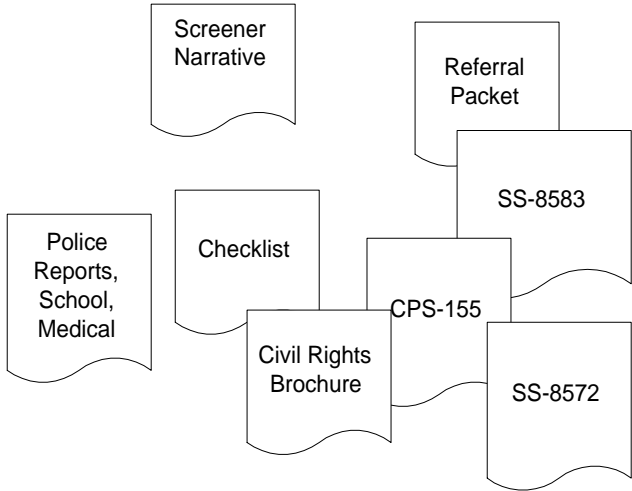 Screener
Narrative
Referral
Packet
SS-8583
Police
Reports,
School,
Medical
Checklist
CPS-155
Civil Rights
Brochure
SS-8572